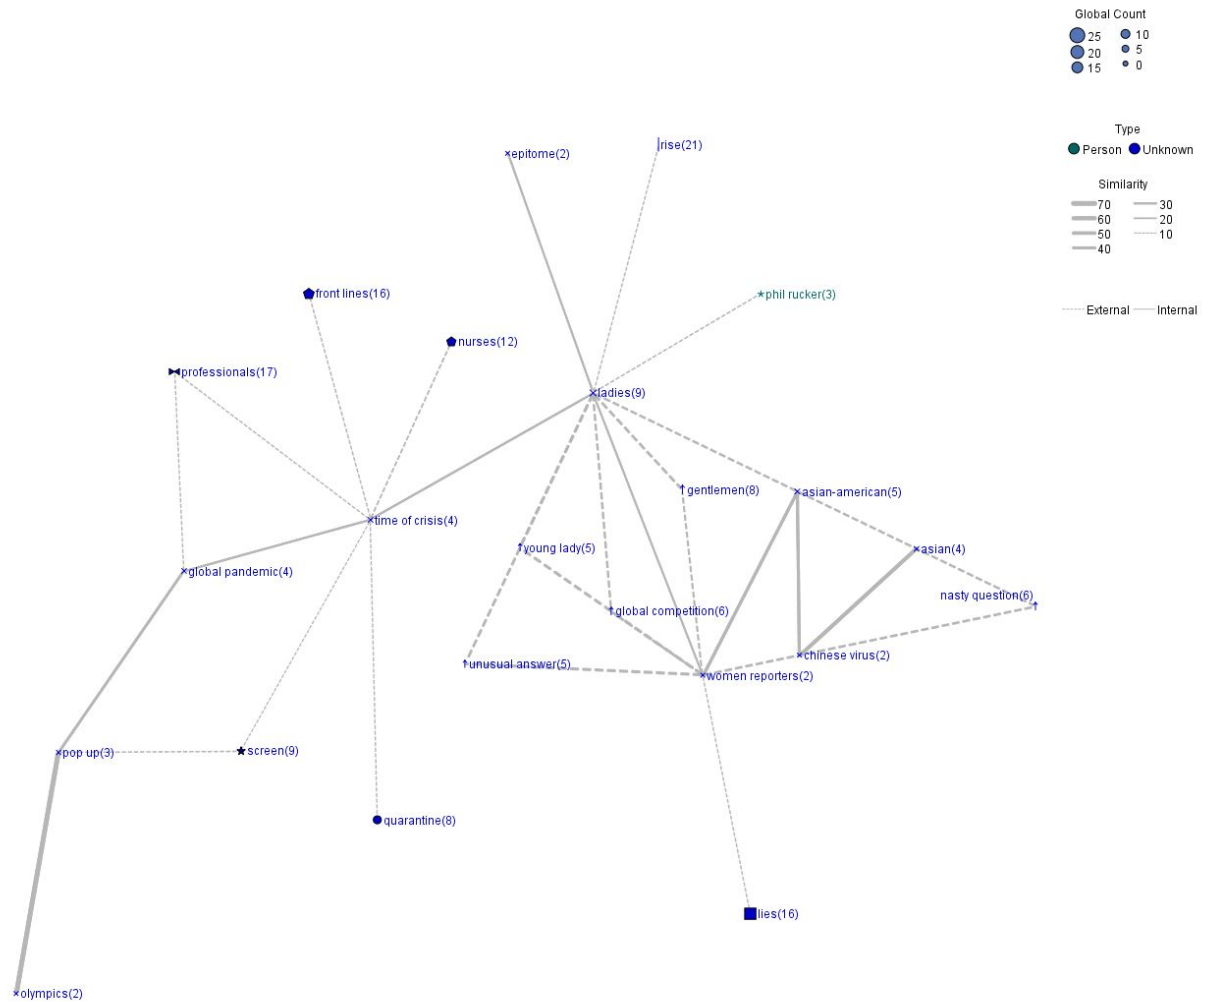 Global Count
25 10
20 5
15 0
epitome(2)
rise(21)
Type
Person Unknown
Similarity
70 30
60 20
50 10
40
front lines(16)
phil rucker(3)
External Internal
nurses(12)
professionals(17)
ladies(9)
gentlemen(8)
asian-american(5)
time of crisis(4)
young lady(5)
asian(4)
global pandemic(4)
nasty question(6)
global competition(6)
chinese virus(2)
unusual answer(5)
women reporters(2)
pop up(3)
screen(9)
quarantine(8)
lies(16)
olympics(2)